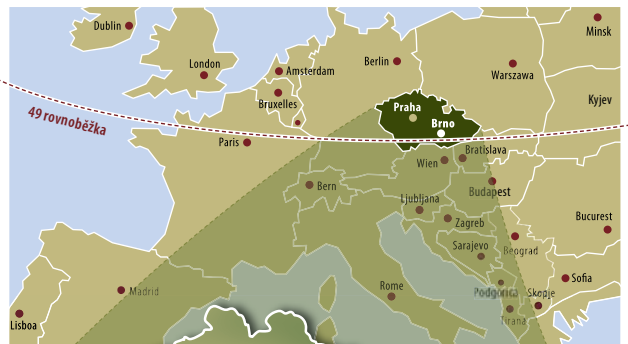 Dublin
Minsk
London
Berlin
Amsterdam
Warszawa
Bruxelles
Praha
Kyjev
49 rovnoběžka
Brno
Paris
Bratislava
Wien
Bern
Budapest
Ljubljana
Zagreb
Bucurest
Sarajevo
Beograd
Madrid
Rome
Podgorica
Sofia
Skopje
Lisboa
Tirana